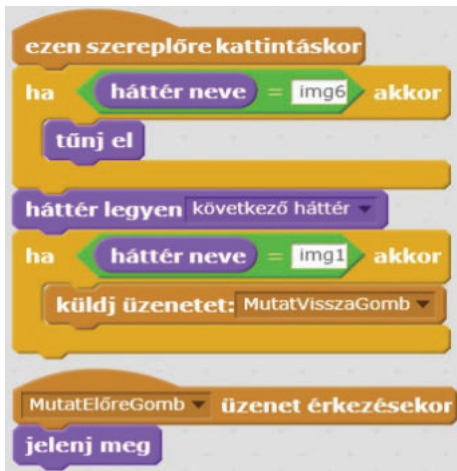 ezen szereplőre kattintáskor
ha háttér neve = img6 akkor
tűnj el
háttér legyen következő háttér
ha háttér neve = img1 akkor
küldj üzenetet: MutatVisszaGomb
MutatElőreGomb üzenet érkezésekor
jelenj meg